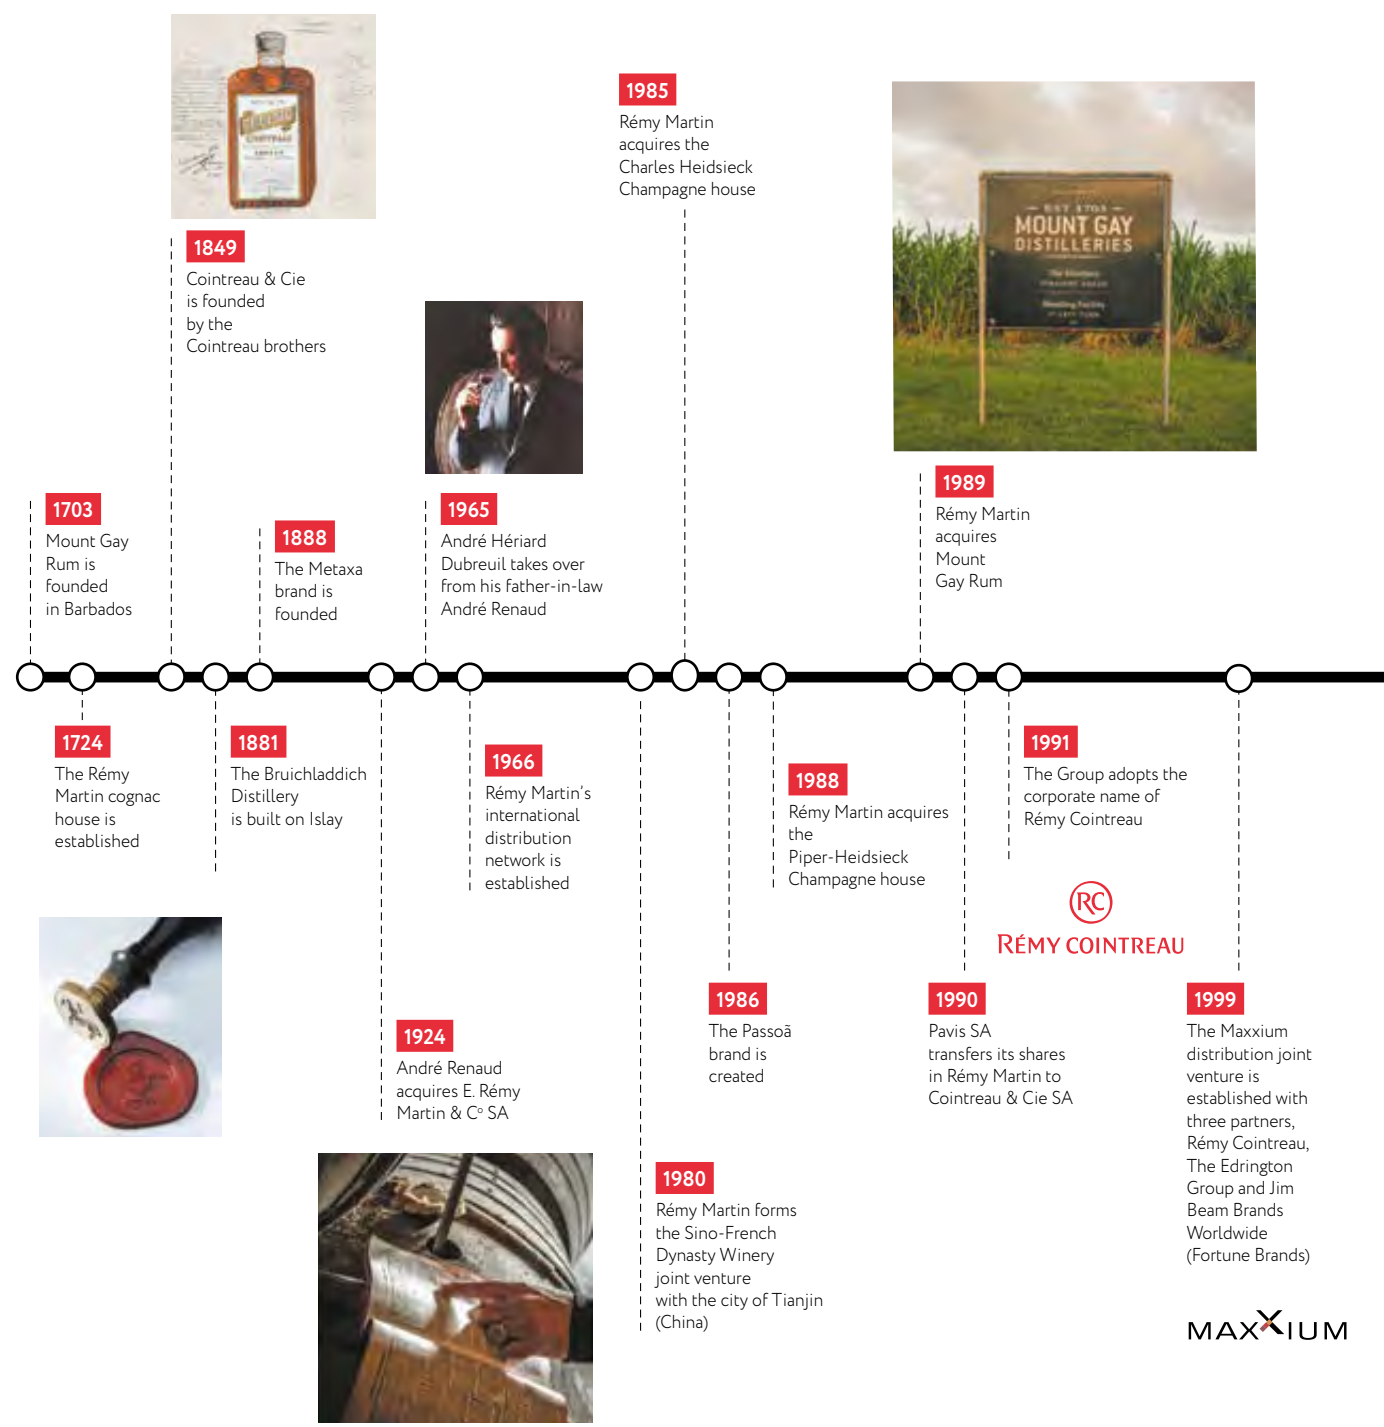 1985
Rémy Martin
acquires the
Charles Heidsieck
Champagne house
EST 1703
MOUNT GAY
DISTILLERIES
1849
Cointreau & Cie
is founded
by the
Cointreau brothers
1703
Mount Gay
Rum is
founded
in Barbados
1888
The Metaxa
brand is
founded
1965
André Hériard
Dubreuil takes over
from his father-in-law
André Renaud
1989
Rémy Martin
acquires
Mount
Gay Rum
1724
The Rémy
Martin cognac
house is
established
1881
The Bruichladdich
Distillery
is built on Islay
1966
Rémy Martin’s
international
distribution
network is
established
1988
Rémy Martin acquires
the
Piper-Heidsieck
Champagne house
1991
The Group adopts the
corporate name of
Rémy Cointreau
RC
RÉMY COINTREAU
1924
André Renaud
acquires E. Rémy
Martin & Cº SA
1986
The Passoã
brand is
created
1990
Pavis SA
transfers its shares
in Rémy Martin to
Cointreau & Cie SA
1999
The Maxxium
distribution joint
venture is
established with
three partners,
Rémy Cointreau,
The Edrington
Group and Jim
Beam Brands
Worldwide
(Fortune Brands)
1980
Rémy Martin forms
the Sino-French
Dynasty Winery
joint venture
with the city of Tianjin
(China)
MAXXIUM